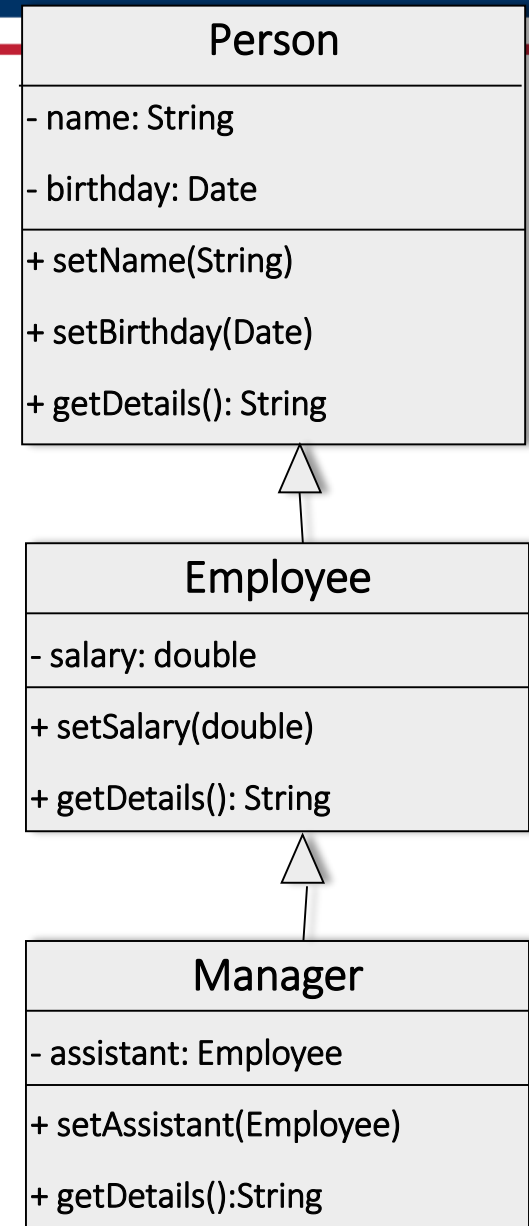 Person
- name: String
- birthday: Date
+ setName(String)
+ setBirthday(Date)
+ getDetails(): String
Employee
- salary: double
+ setSalary(double)
+ getDetails(): String
Manager
- assistant: Employee
+ setAssistant(Employee)
+ getDetails():String